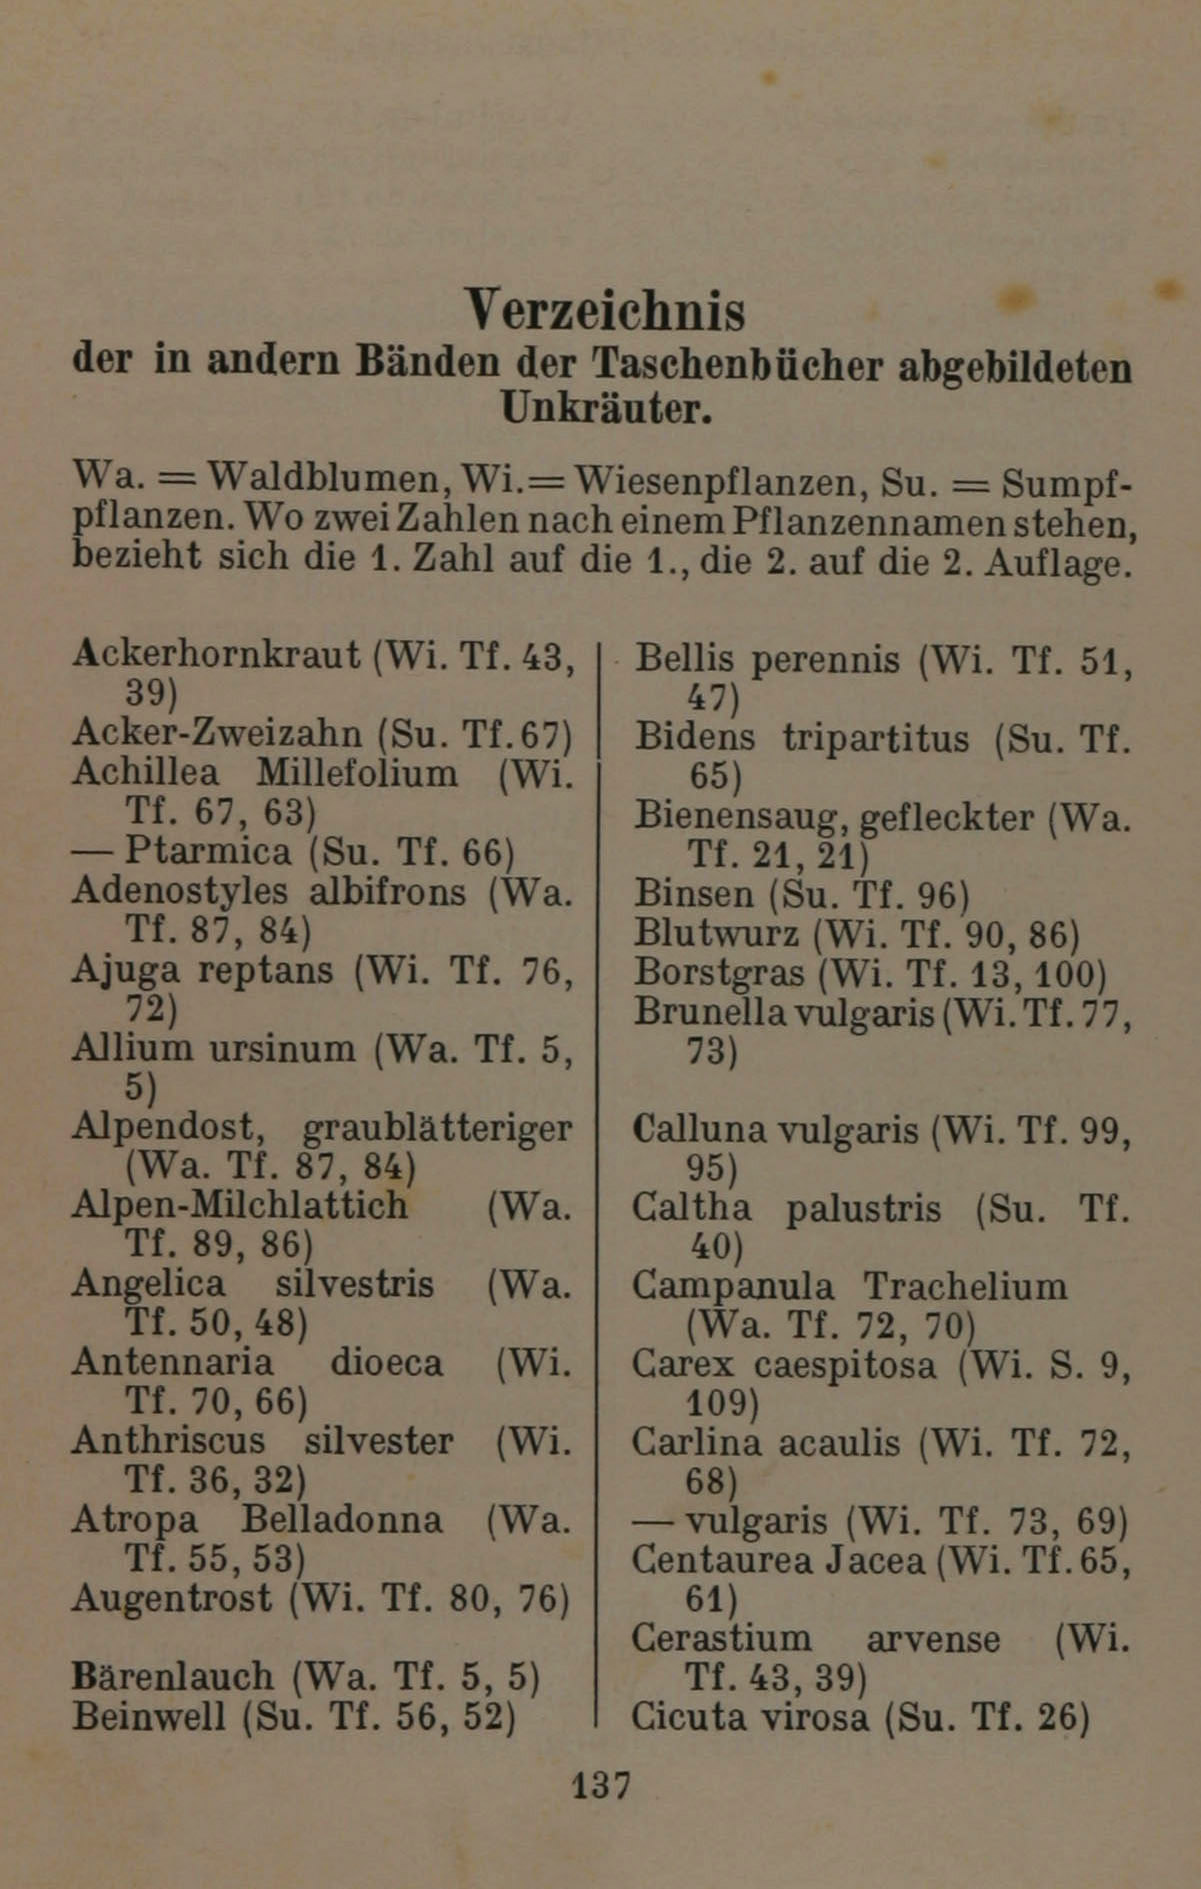 Verzeichnis
der in andern Bänden der Taschenbücher abgebildeten
Unkräuter.
Wa. = Waldblumen, Wi. = Wiesenpflanzen, Su. = Sumpf-
pflanzen. Wo zwei Zahlen nach einem Pflanzennamen stehen,
bezieht sich die 1. Zahl auf die 1., die 2. auf die 2. Auflage.
Ackerhornkraut (Wi. Tf. 43,
39)
Acker-Zweizahn (Su. Tf. 67)
Achillea Millefolium (Wi.
Tf. 67, 63)
— Ptarmica (Su. Tf. 66)
Adenostyles albifrons (Wa.
Tf. 87, 84)
Ajuga reptans (Wi. Tf. 76,
72)
Allium ursinum (Wa. Tf. 5,
5)
Alpendost, graublätteriger
(Wa. Tf. 87, 84)
Alpen-Milchlattich (Wa.
Tf. 89, 86)
Angelica silvestris (Wa.
Tf. 50, 48)
Antennaria dioeca (Wi.
Tf. 70, 66)
Anthriscus silvester (Wi.
Tf. 36, 32)
Atropa Belladonna (Wa.
Tf. 55, 53)
Augentrost (Wi. Tf. 80, 76)
Bärenlauch (Wa. Tf. 5, 5)
Beinwell (Su. Tf. 56, 52)
Bellis perennis (Wi. Tf. 51,
47)
Bidens tripartitus (Su. Tf.
65)
Bienensaug, gefleckter (Wa.
Tf. 21, 21)
Binsen (Su. Tf. 96)
Blutwurz (Wi. Tf. 90, 86)
Borstgras (Wi. Tf. 13, 100)
Brunella vulgaris (Wi. Tf. 77,
73)
Calluna vulgaris (Wi. Tf. 99,
95)
Caltha palustris (Su. Tf.
40)
Campanula Trachelium
(Wa. Tf. 72, 70)
Carex caespitosa (Wi. S. 9,
109)
Carlina acaulis (Wi. Tf. 72,
68)
— vulgaris (Wi. Tf. 73, 69)
Centaurea Jacea (Wi. Tf. 65,
61)
Cerastium arvense (Wi.
Tf. 43, 39)
Cicuta virosa (Su. Tf. 26)
137